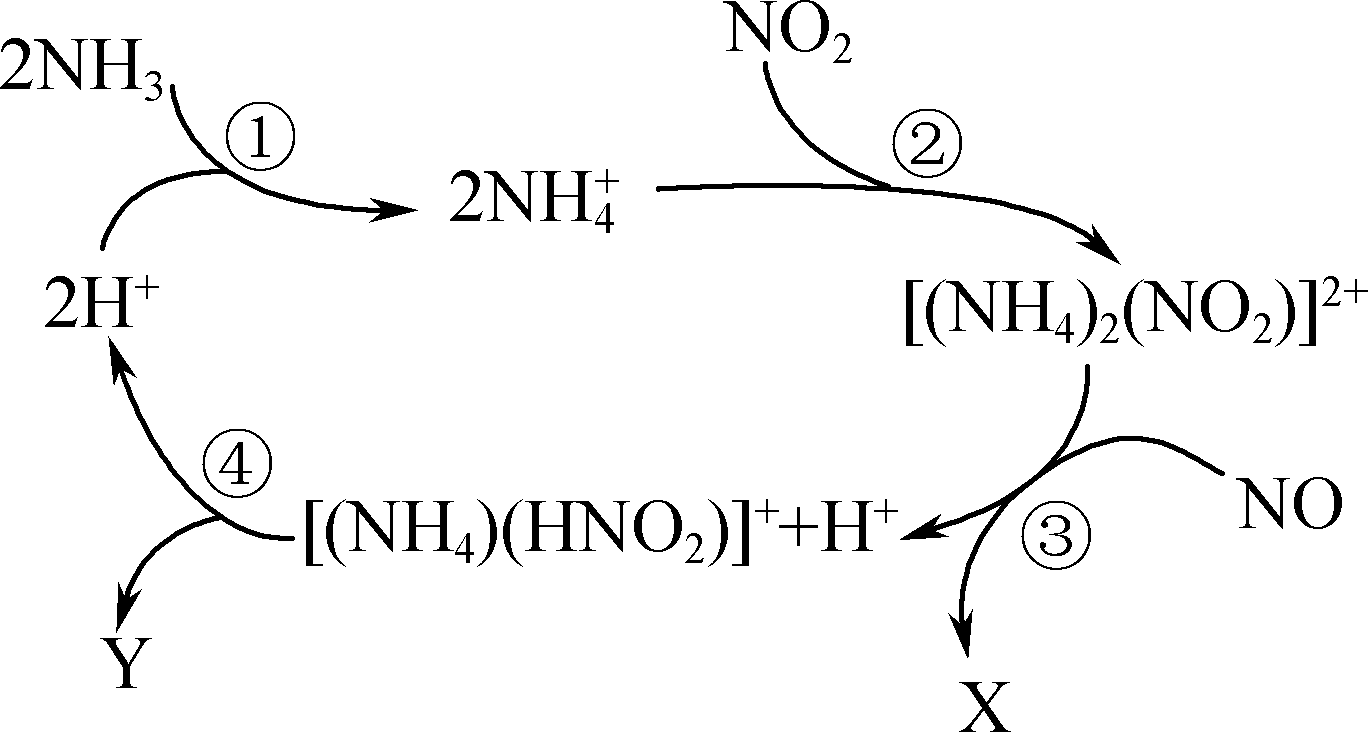 NO₂
2NH₃
①
②
2NH₄⁺
2H⁺
[(NH₄)₂(NO₂)]²⁺
④
[(NH₄)(HNO₂)]⁺+H⁺
NO
③
Y
X